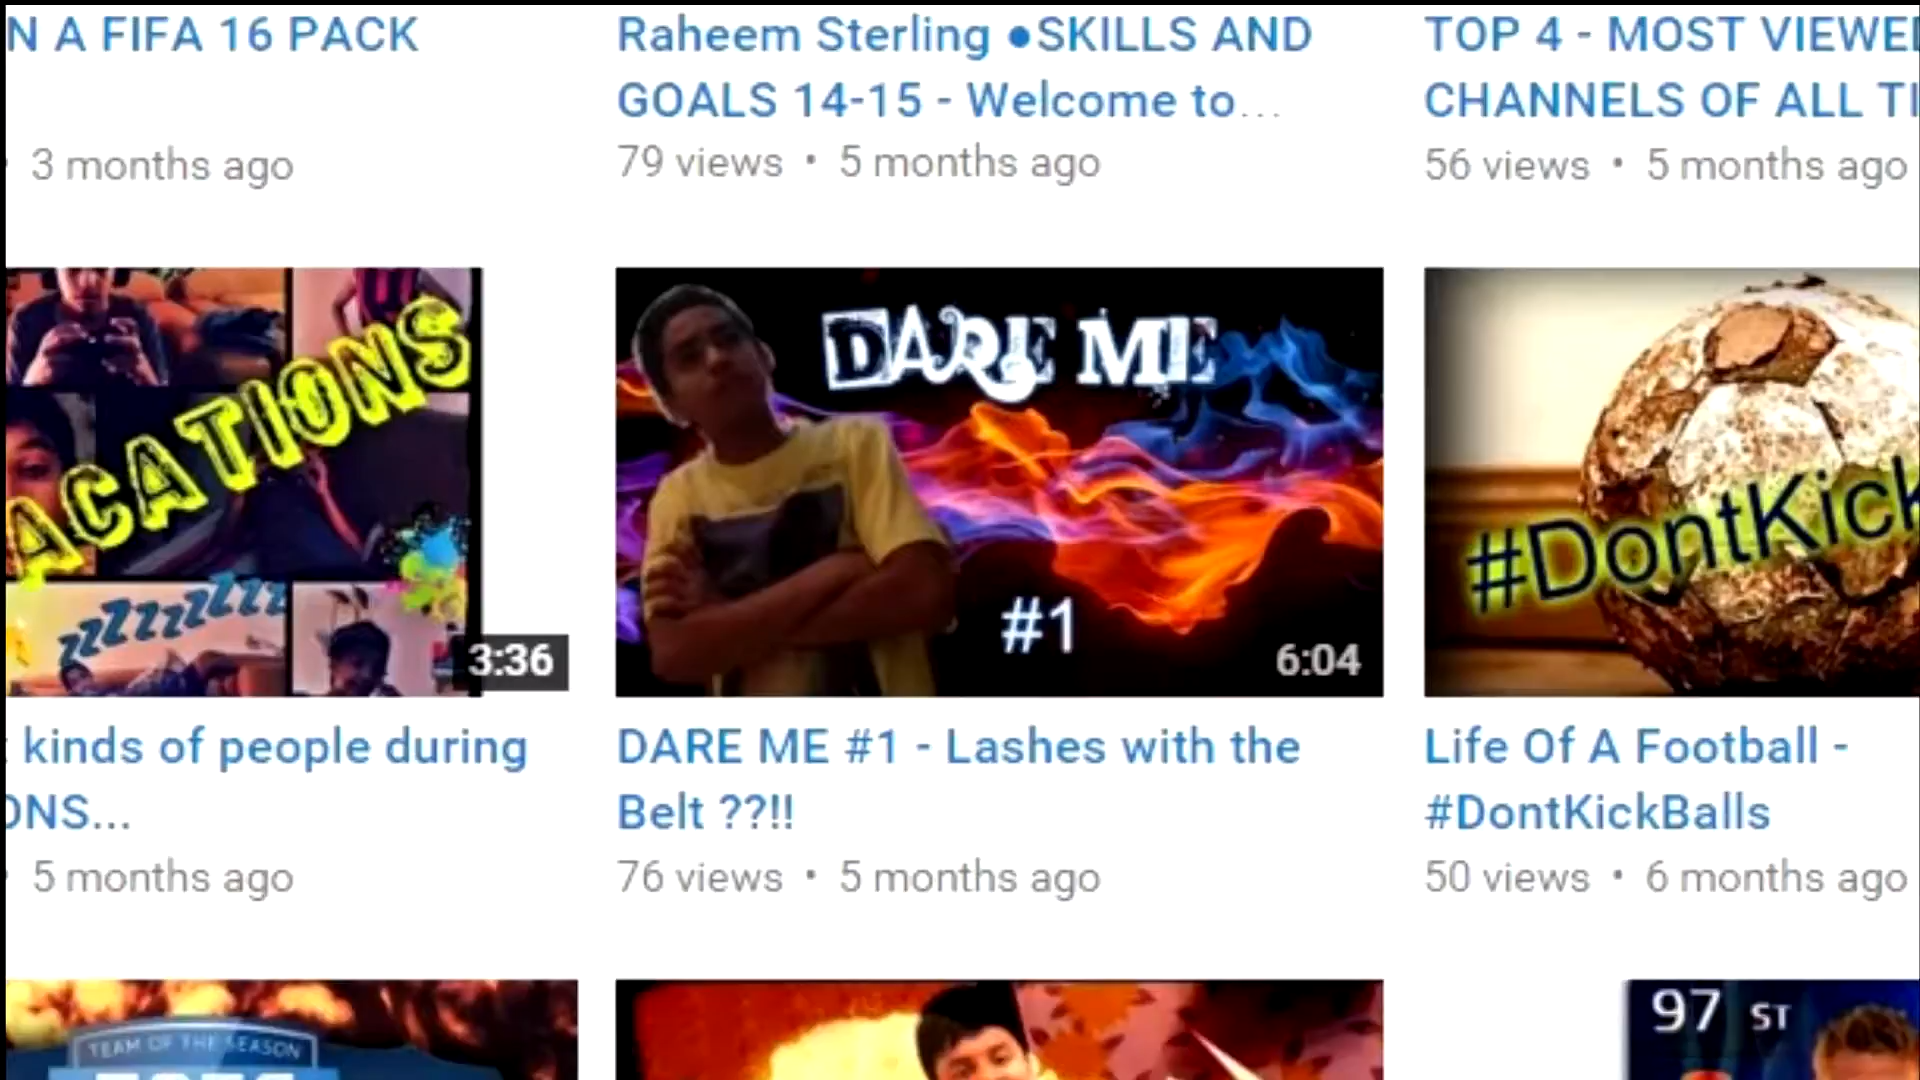 N A FIFA 16 PACK
3 months ago
Raheem Sterling ●SKILLS AND
GOALS 14-15 - Welcome to...
79 views • 5 months ago
TOP 4 - MOST VIEWE
CHANNELS OF ALL TI
56 views • 5 months ago
ACATIONS
zzzzzzzz
3:36
DARE ME
#1
6:04
#DontKick
kinds of people during
ONS...
• 5 months ago
DARE ME #1 - Lashes with the
Belt ??!!
76 views • 5 months ago
Life Of A Football -
#DontKickBalls
50 views • 6 months ago
TEAM OF THE SEASON
97 ST